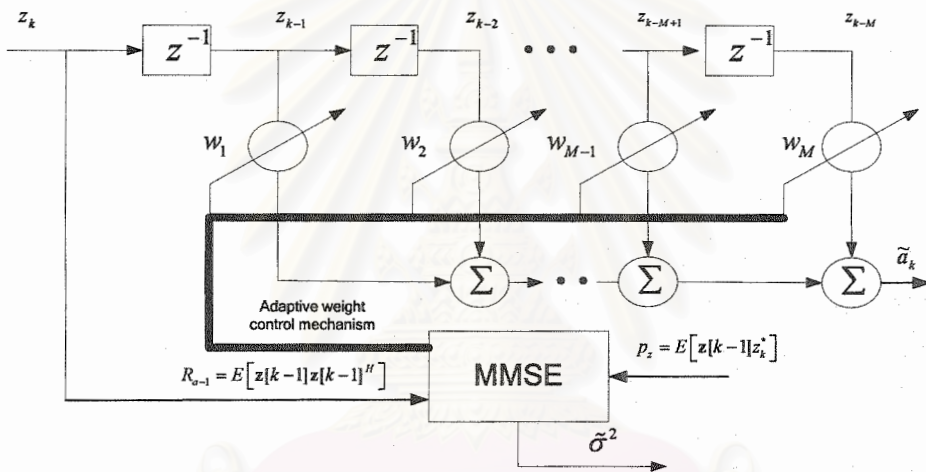 z_k z_{k-1} z_{k-2} z_{k-M+1} z_{k-M}
z^{-1} z^{-1} • • • z^{-1}
w_1 w_2 w_{M-1} w_M
Σ • • Σ Σ ã_k
Adaptive weight
control mechanism
p_z = E[z[k-1]z_k^*]
R_{a-1} = E[z[k-1]z[k-1]^H]
MMSE
σ̃^2